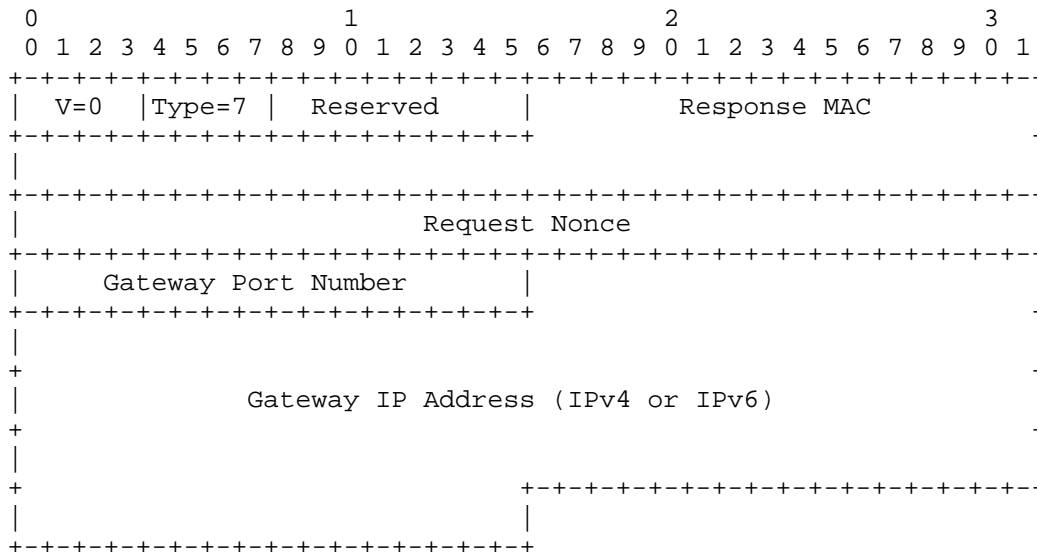 0                   1                   2                   3
 0 1 2 3 4 5 6 7 8 9 0 1 2 3 4 5 6 7 8 9 0 1 2 3 4 5 6 7 8 9 0 1
+-+-+-+-+-+-+-+-+-+-+-+-+-+-+-+-+-+-+-+-+-+-+-+-+-+-+-+-+-+-+-+-
|  V=0  |Type=7 |  Reserved     |         Response MAC
+-+-+-+-+-+-+-+-+-+-+-+-+-+-+-+-+                               +
|
+-+-+-+-+-+-+-+-+-+-+-+-+-+-+-+-+-+-+-+-+-+-+-+-+-+-+-+-+-+-+-+-
|                         Request Nonce
+-+-+-+-+-+-+-+-+-+-+-+-+-+-+-+-+-+-+-+-+-+-+-+-+-+-+-+-+-+-+-+-
|     Gateway Port Number       |
+-+-+-+-+-+-+-+-+-+-+-+-+-+-+-+-+                               +
|
+                                                               +
|              Gateway IP Address (IPv4 or IPv6)
+                                                               +
|
+                               +-+-+-+-+-+-+-+-+-+-+-+-+-+-+-+-
|                               |
+-+-+-+-+-+-+-+-+-+-+-+-+-+-+-+-+